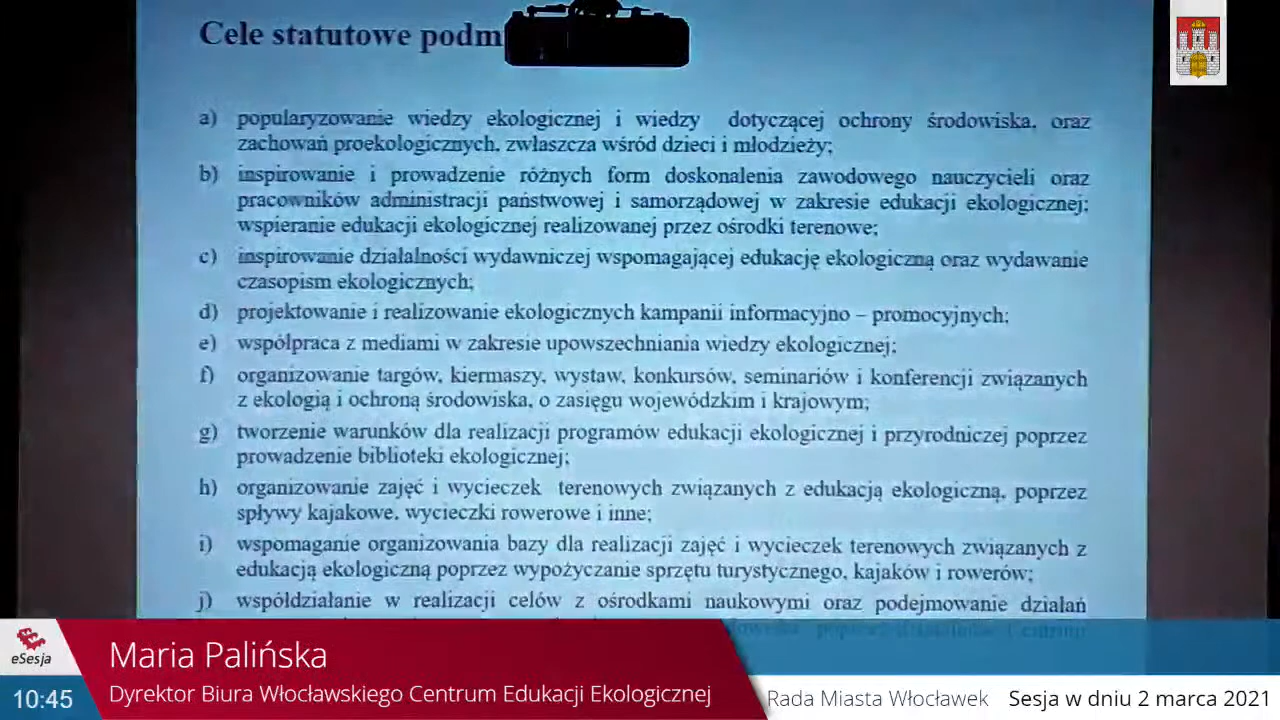 Cele statutowe
a) popularyzowanie wiedzy ekologicznej i wiedzy dotyczącej ochrony środowiska, oraz
zachowań proekologicznych, zwłaszcza wśród dzieci i młodzieży;
b) inspirowanie i prowadzenie różnych form doskonalenia zawodowego nauczycieli oraz
pracowników administracji państwowej i samorządowej w zakresie edukacji ekologicznej;
wspieranie edukacji ekologicznej realizowanej przez ośrodki terenowe;
c) inspirowanie działalności wydawniczej wspomagającej edukację ekologiczną oraz wydawanie
czasopism ekologicznych;
d) projektowanie i realizowanie ekologicznych kampanii informacyjno – promocyjnych;
e) współpraca z mediami w zakresie upowszechniania wiedzy ekologicznej;
f) organizowanie targów, kiermaszy, wystaw, konkursów, seminariów i konferencji związanych
z ekologią i ochroną środowiska, o zasięgu wojewódzkim i krajowym;
g) tworzenie warunków dla realizacji programów edukacji ekologicznej i przyrodniczej poprzez
prowadzenie biblioteki ekologicznej;
h) organizowanie zajęć i wycieczek terenowych związanych z edukacją ekologiczną, poprzez
spływy kajakowe, wycieczki rowerowe i inne;
i) wspomaganie organizowania bazy dla realizacji zajęć i wycieczek terenowych związanych z
edukacją ekologiczną poprzez wypożyczanie sprzętu turystycznego, kajaków i rowerów;
j) współdziałanie w realizacji celów z ośrodkami naukowymi oraz podejmowanie działań
eSesja
10:45
Maria Palińska
Dyrektor Biura Włocławskiego Centrum Edukacji Ekologicznej
Rada Miasta Włocławek Sesja w dniu 2 marca 2021